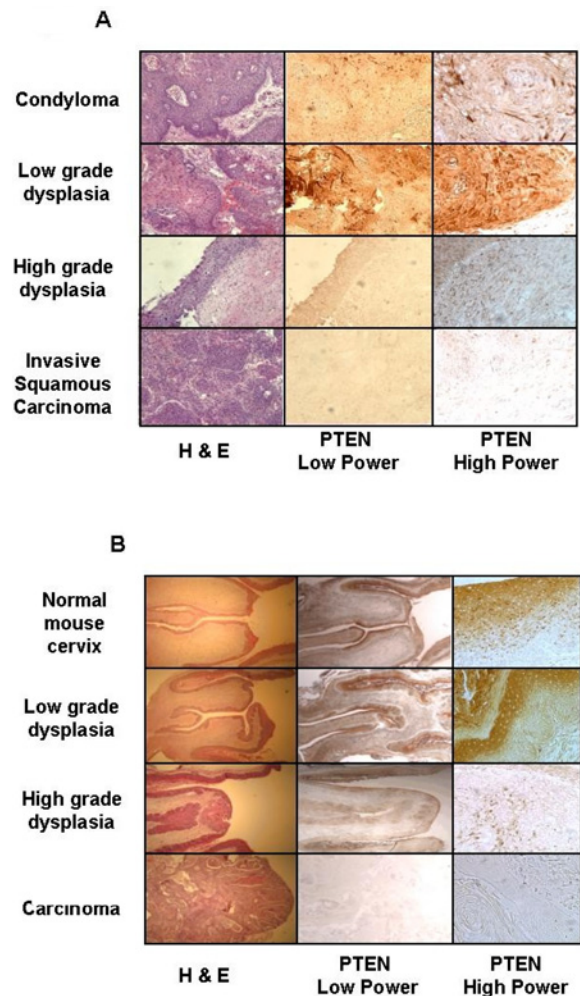 A
Condyloma
Low grade
dysplasia
High grade
dysplasia
Invasive
Squamous
Carcinoma
H & E
PTEN
Low Power
PTEN
High Power
B
Normal
mouse
cervix
Low grade
dysplasia
High grade
dysplasia
Carcinoma
H & E
PTEN
Low Power
PTEN
High Power